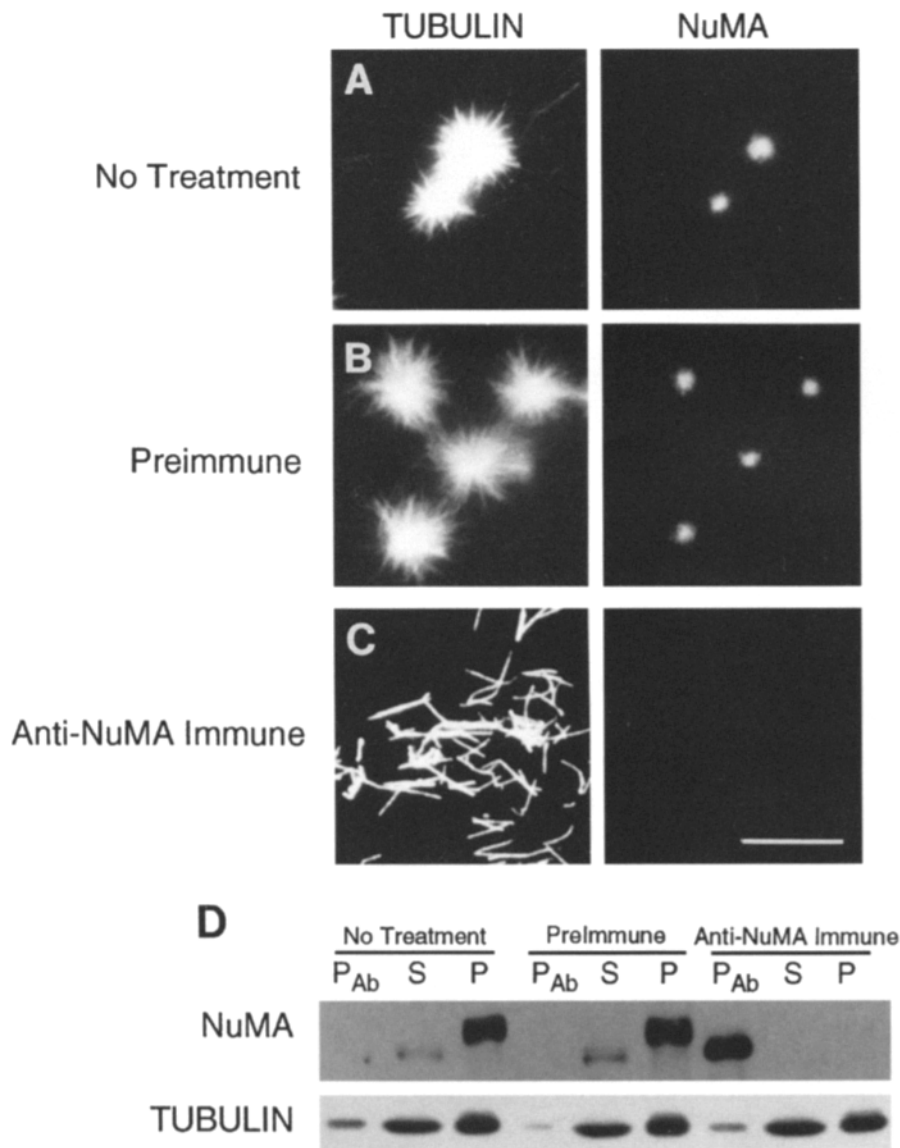 TUBULIN NuMA
A
No Treatment
B
Preimmune
C
Anti-NuMA Immune
D
No Treatment PreImmune Anti-NuMA Immune
PAb S P PAb S P PAb S P
NuMA
TUBULIN